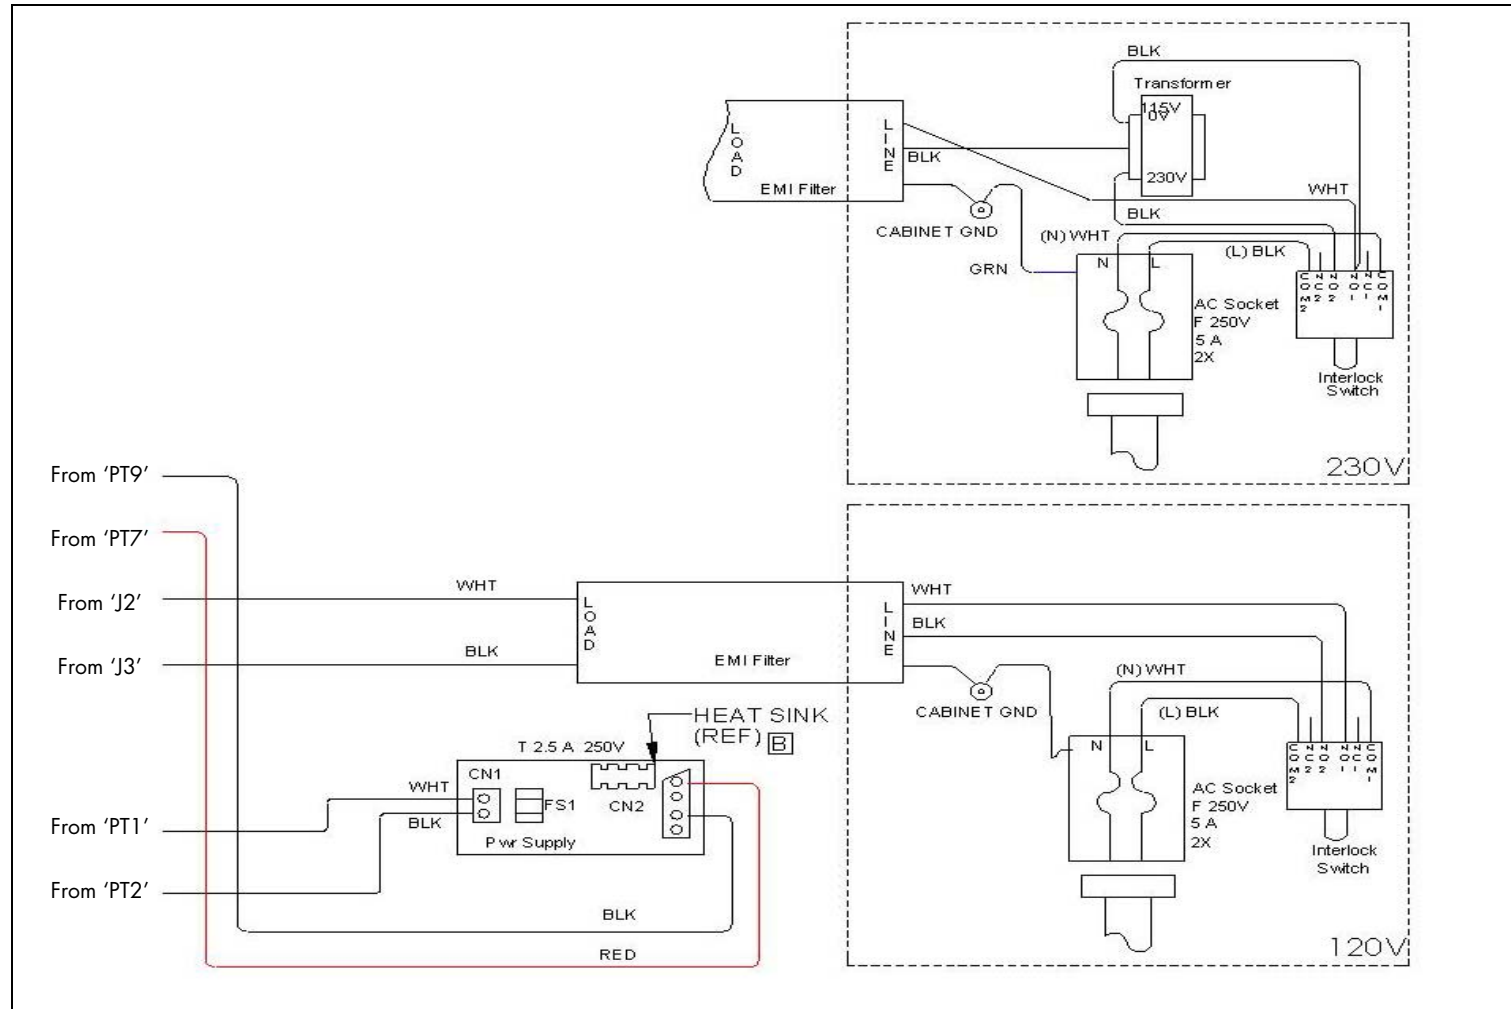 BLK
Transformer
115V
0V
LOAD
LINE
BLK
EMI Filter
230V
WHT
BLK
CABINET GND
(N) WHT
(L) BLK
GRN
N L
COM2 NC2 NO2 NO1 NC1 COM1
AC Socket
F 250V
5 A
2X
Interlock
Switch
230V
From ‘PT9’
From ‘PT7’
From ‘J2’
From ‘J3’
WHT
BLK
LOAD
EMI Filter
LINE
WHT
BLK
CABINET GND
(N) WHT
(L) BLK
N L
COM2 NC2 NO2 NO1 NC1 COM1
AC Socket
F 250V
5 A
2X
Interlock
Switch
120V
HEAT SINK
(REF) B
T 2.5 A 250V
CN1
WHT
FS1
CN2
BLK
Pwr Supply
From ‘PT1’
From ‘PT2’
BLK
RED